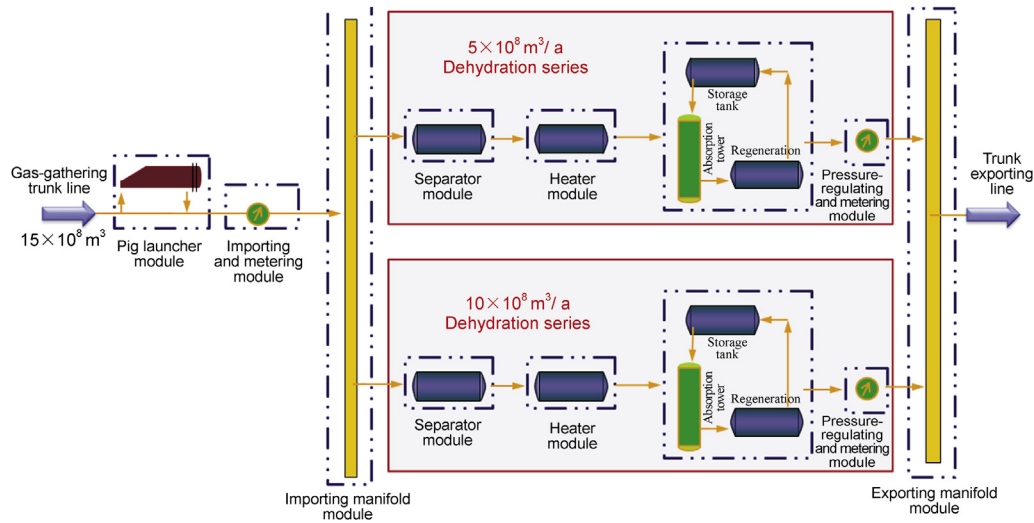 Gas-gathering
trunk line
15×10⁸ m³
Pig launcher
module
Importing
and metering
module
Importing manifold
module
5×10⁸ m³/ a
Dehydration series
Separator
module
Heater
module
Storage
tank
Absorption
tower
Regeneration
Pressure-
regulating
and metering
module
10×10⁸ m³/ a
Dehydration series
Separator
module
Heater
module
Storage
tank
Absorption
tower
Regeneration
Pressure-
regulating
and metering
module
Exporting manifold
module
Trunk
exporting
line